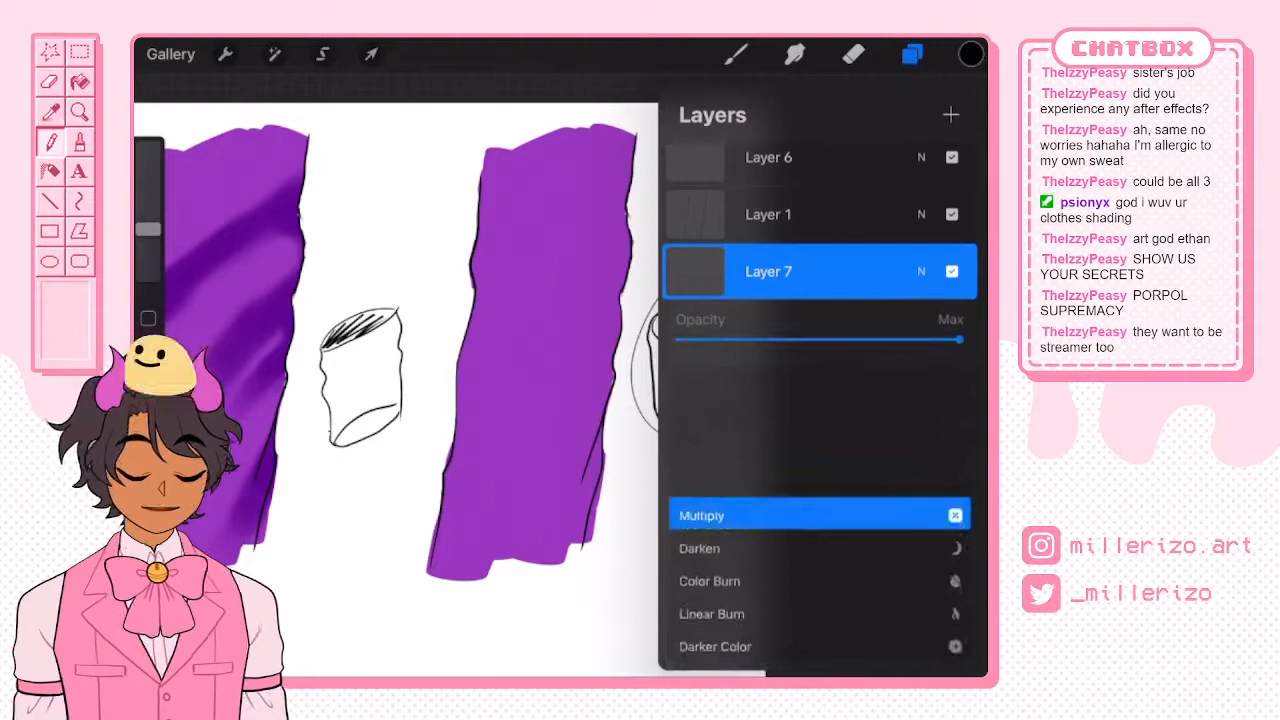 Gallery
Layers
Layer 6 N
Layer 1 N
Layer 7 N
Opacity Max
Multiply
Darken
Color Burn
Linear Burn
Darker Color
A
CHATBOX
TheIzzyPeasy sister's job
TheIzzyPeasy did you
experience any after effects?
TheIzzyPeasy ah, same no
worries hahaha I'm allergic to
my own sweat
TheIzzyPeasy could be all 3
psionyx god i wuv ur
clothes shading
TheIzzyPeasy art god ethan
TheIzzyPeasy SHOW US
YOUR SECRETS
TheIzzyPeasy PORPOL
SUPREMACY
TheIzzyPeasy they want to be
streamer too
millerizo.art
_millerizo